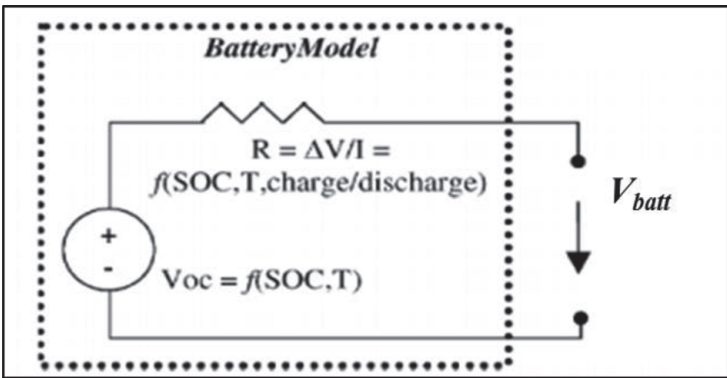 BatteryModel
R = ΔV/I =
f(SOC,T,charge/discharge)
V_batt
+
-
Voc = f(SOC,T)